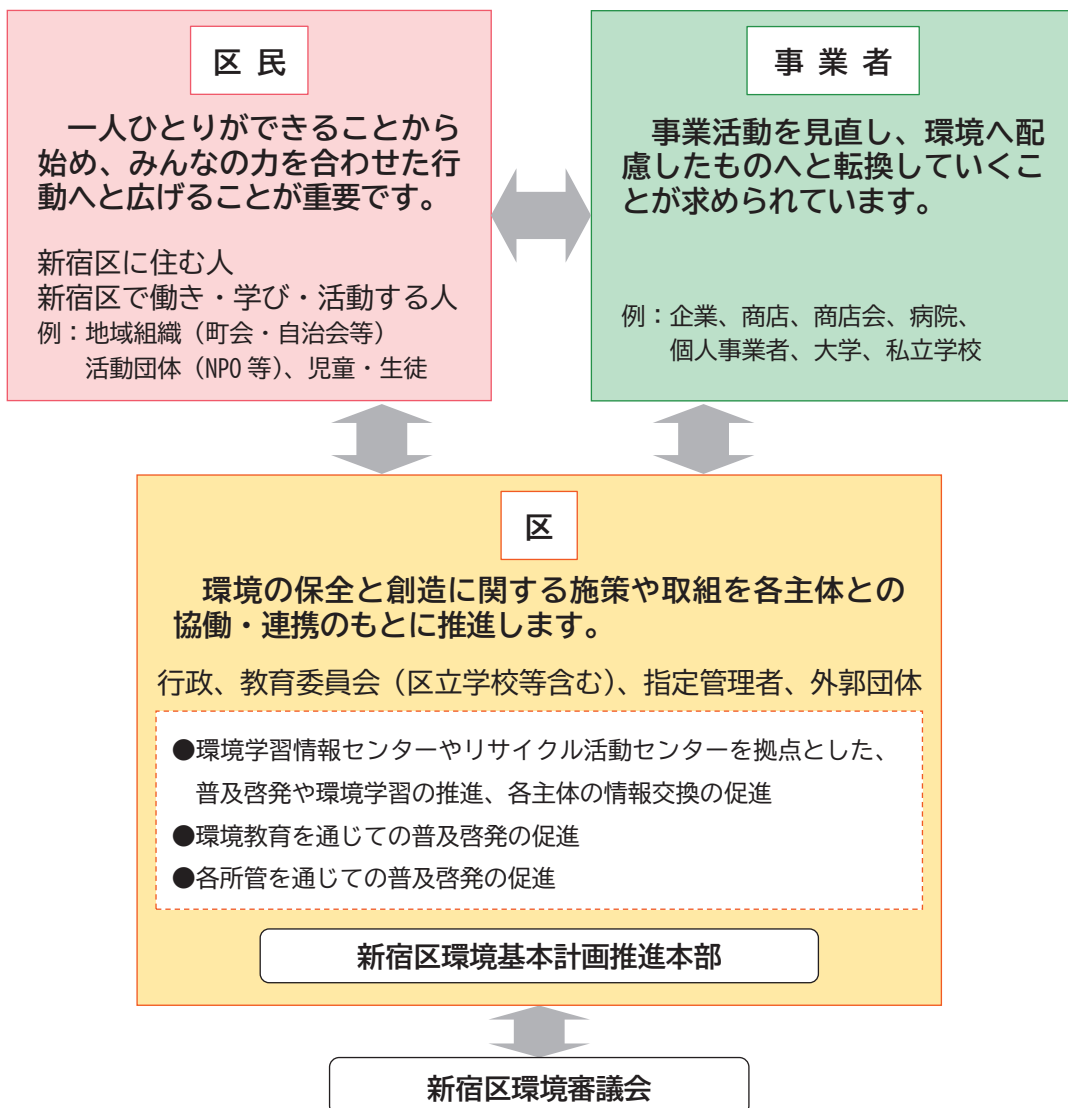 区 民
一人ひとりができることから
始め、みんなの力を合わせた行
動へと広げることが重要です。
新宿区に住む人
新宿区で働き・学び・活動する人
例：地域組織（町会・自治会等）
活動団体（NPO 等）、児童・生徒
事 業 者
事業活動を見直し、環境へ配
慮したものへと転換していくこ
とが求められています。
例：企業、商店、商店会、病院、
個人事業者、大学、私立学校
区
環境の保全と創造に関する施策や取組を各主体との
協働・連携のもとに推進します。
行政、教育委員会（区立学校等含む）、指定管理者、外郭団体
●環境学習情報センターやリサイクル活動センターを拠点とした、
普及啓発や環境学習の推進、各主体の情報交換の促進
●環境教育を通じての普及啓発の促進
●各所管を通じての普及啓発の促進
新宿区環境基本計画推進本部
新宿区環境審議会